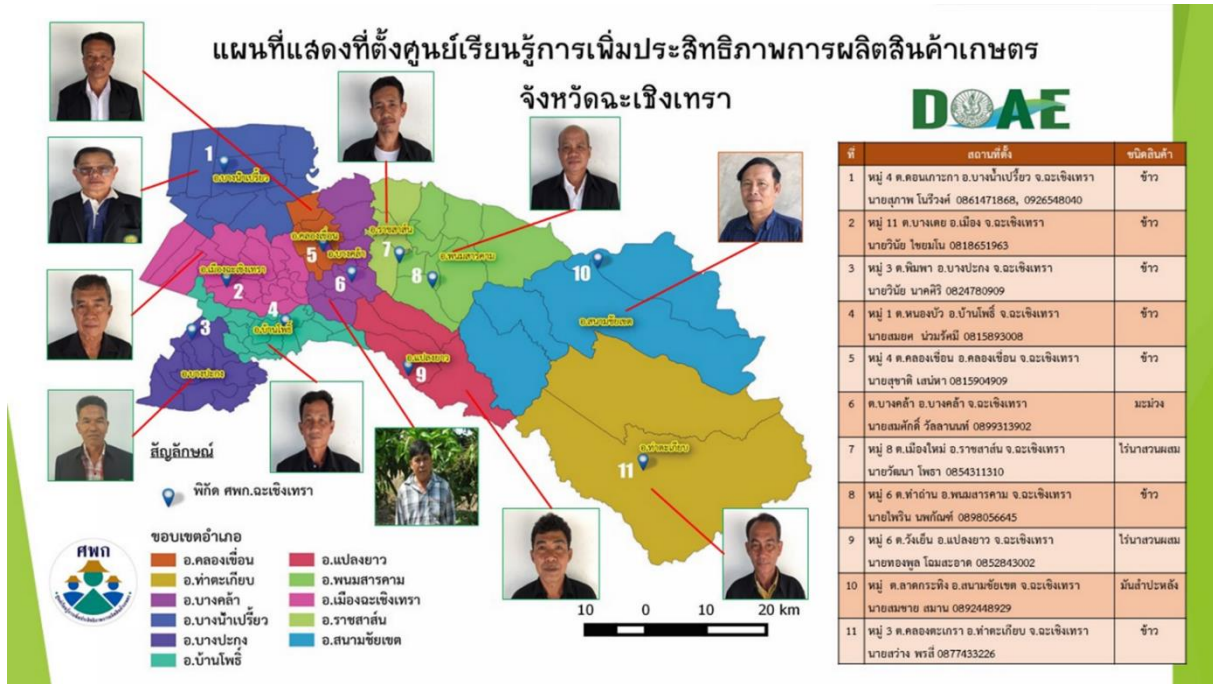 แผนที่แสดงที่ตั้งศูนย์เรียนรู้การเพิ่มประสิทธิภาพการผลิตสินค้าเกษตร
จังหวัดฉะเชิงเทรา
DOAE
1
อ.บางน้ำเปรี้ยว
อ.คลองเขื่อน
5
อ.บางคล้า
6
อ.ราชสาส์น
7
อ.พนมสารคาม
8
อ.เมืองฉะเชิงเทรา
2
3
อ.บางปะกง
4
อ.บ้านโพธิ์
อ.แปลงยาว
9
10
อ.สนามชัยเขต
อ.ท่าตะเกียบ
11
สัญลักษณ์
พิกัด ศพก.ฉะเชิงเทรา
ขอบเขตอำเภอ
อ.คลองเขื่อน
อ.ท่าตะเกียบ
อ.บางคล้า
อ.บางน้ำเปรี้ยว
อ.บางปะกง
อ.บ้านโพธิ์
อ.แปลงยาว
อ.พนมสารคาม
อ.เมืองฉะเชิงเทรา
อ.ราชสาส์น
อ.สนามชัยเขต
ศพก
10 0 10 20 km
ที่ สถานที่ตั้ง ชนิดสินค้า
1 หมู่ 4 ต.ดอนเกาะกา อ.บางน้ำเปรี้ยว จ.ฉะเชิงเทรา ข้าว
นายสุภาพ โนรีวงศ์ 0861471868, 0926548040
2 หมู่ 11 ต.บางเตย อ.เมือง จ.ฉะเชิงเทรา ข้าว
นายวินัย ไขยมโน 0818651963
3 หมู่ 3 ต.พิมพา อ.บางปะกง จ.ฉะเชิงเทรา ข้าว
นายวินัย นาคศิริ 0824780909
4 หมู่ 1 ต.หนองบัว อ.บ้านโพธิ์ จ.ฉะเชิงเทรา ข้าว
นายสมยศ น่วมรัศมี 0815893008
5 หมู่ 4 ต.คลองเขื่อน อ.คลองเขื่อน จ.ฉะเชิงเทรา ข้าว
นายสุชาติ เสน่หา 0815904909
6 ต.บางคล้า อ.บางคล้า จ.ฉะเชิงเทรา มะม่วง
นายสมศักดิ์ วัลลานนท์ 0899313902
7 หมู่ 8 ต.เมืองใหม่ อ.ราชสาส์น จ.ฉะเชิงเทรา ไร่นาสวนผสม
นายวัฒนา โพธา 0854311310
8 หมู่ 6 ต.ท่าถ่าน อ.พนมสารคาม จ.ฉะเชิงเทรา ข้าว
นายไพริน นพกัณฑ์ 0898056645
9 หมู่ 6 ต.วังเย็น อ.แปลงยาว จ.ฉะเชิงเทรา ไร่นาสวนผสม
นายทองพูล โฉมสะอาด 0852843002
10 หมู่ ต.ลาดกระทิง อ.สนามชัยเขต จ.ฉะเชิงเทรา มันสำปะหลัง
นายสมชาย สมาน 0892448929
11 หมู่ 3 ต.คลองตะเกรา อ.ท่าตะเกียบ จ.ฉะเชิงเทรา ข้าว
นายสว่าง พรสี 0877433226